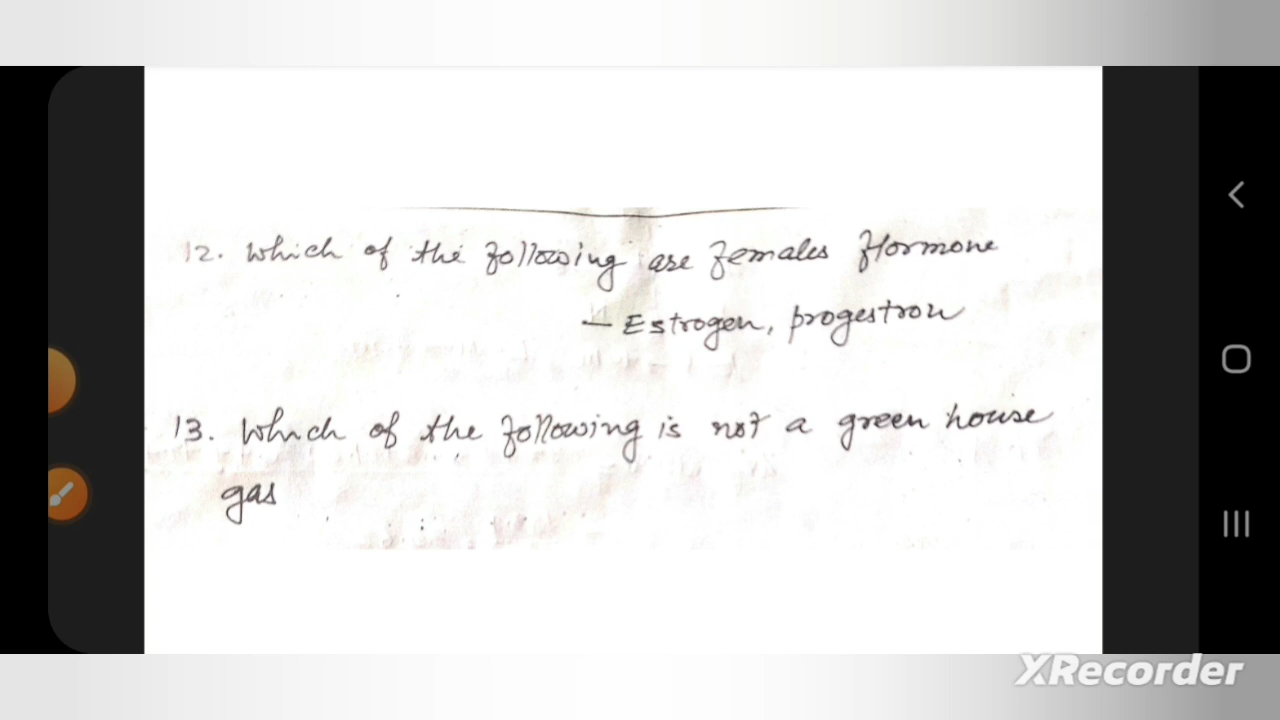 12. Which of the following are females Hormone
— Estrogen, progestron
13. Which of the following is not a green house
gas
XRecorder